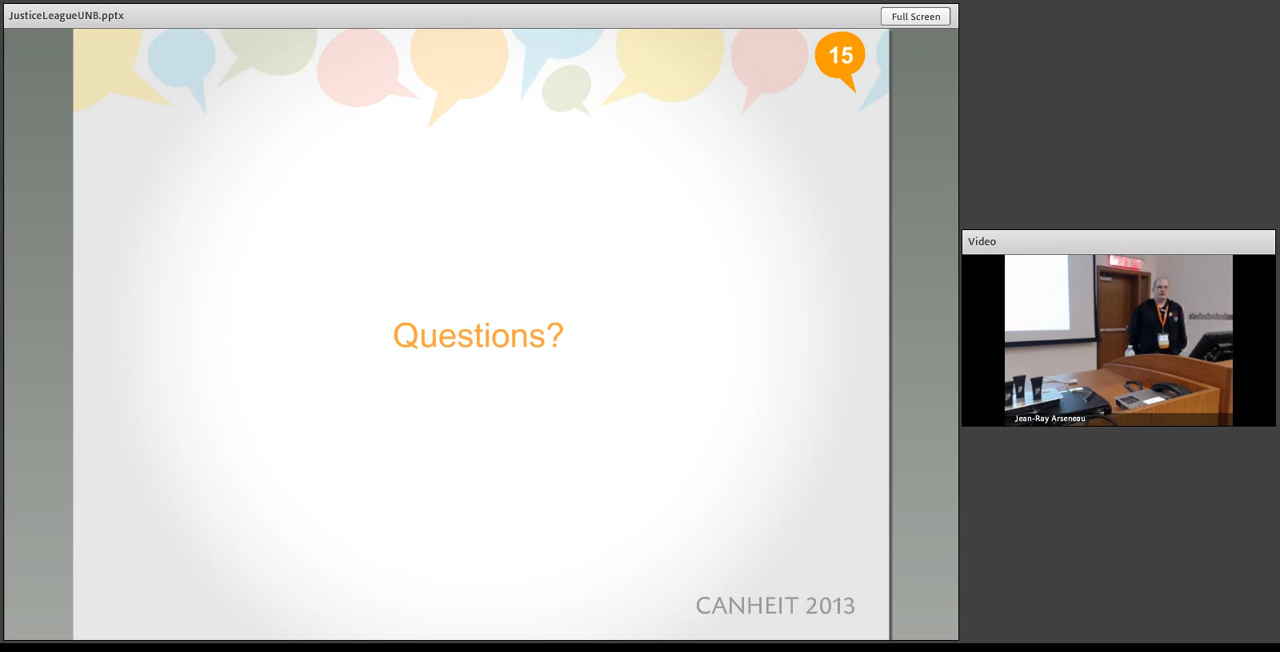 JusticeLeagueUNB.pptx
Full Screen
15
Questions?
CANHEIT 2013
Video
Jean-Ray Arseneau